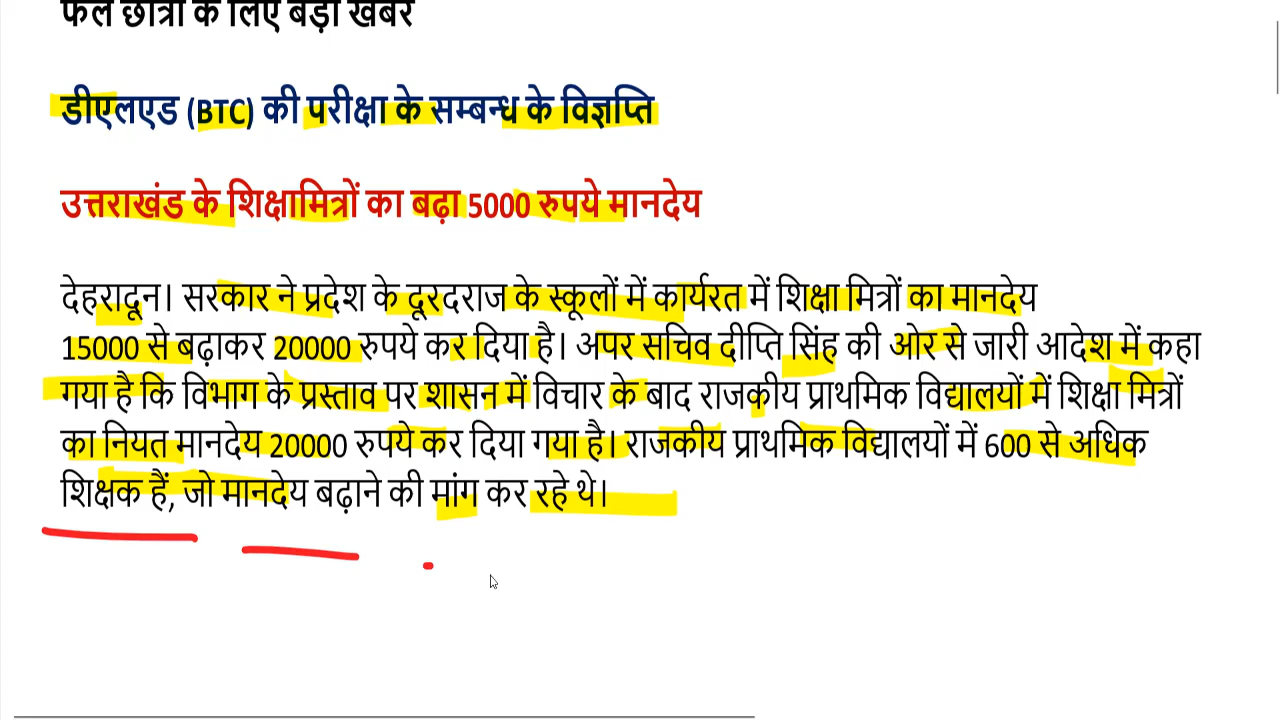 फेल छात्रों के लिए बड़ी खबर
डीएलएड (BTC) की परीक्षा के सम्बन्ध के विज्ञप्ति
उत्तराखंड के शिक्षामित्रों का बढ़ा 5000 रुपये मानदेय
देहरादून। सरकार ने प्रदेश के दूरदराज के स्कूलों में कार्यरत में शिक्षा मित्रों का मानदेय
15000 से बढ़ाकर 20000 रुपये कर दिया है। अपर सचिव दीप्ति सिंह की ओर से जारी आदेश में कहा
गया है कि विभाग के प्रस्ताव पर शासन में विचार के बाद राजकीय प्राथमिक विद्यालयों में शिक्षा मित्रों
का नियत मानदेय 20000 रुपये कर दिया गया है। राजकीय प्राथमिक विद्यालयों में 600 से अधिक
शिक्षक हैं, जो मानदेय बढ़ाने की मांग कर रहे थे।